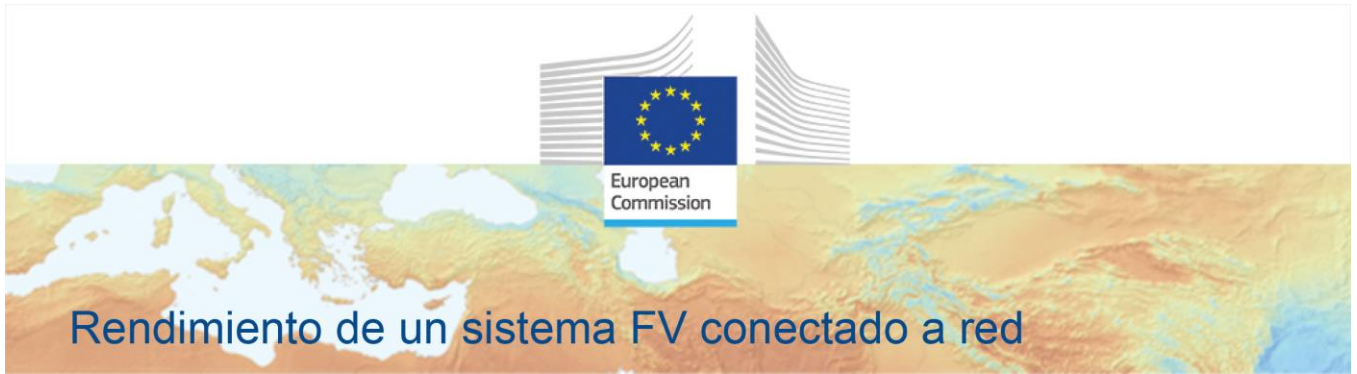 European
Commission
Rendimiento de un sistema FV conectado a red